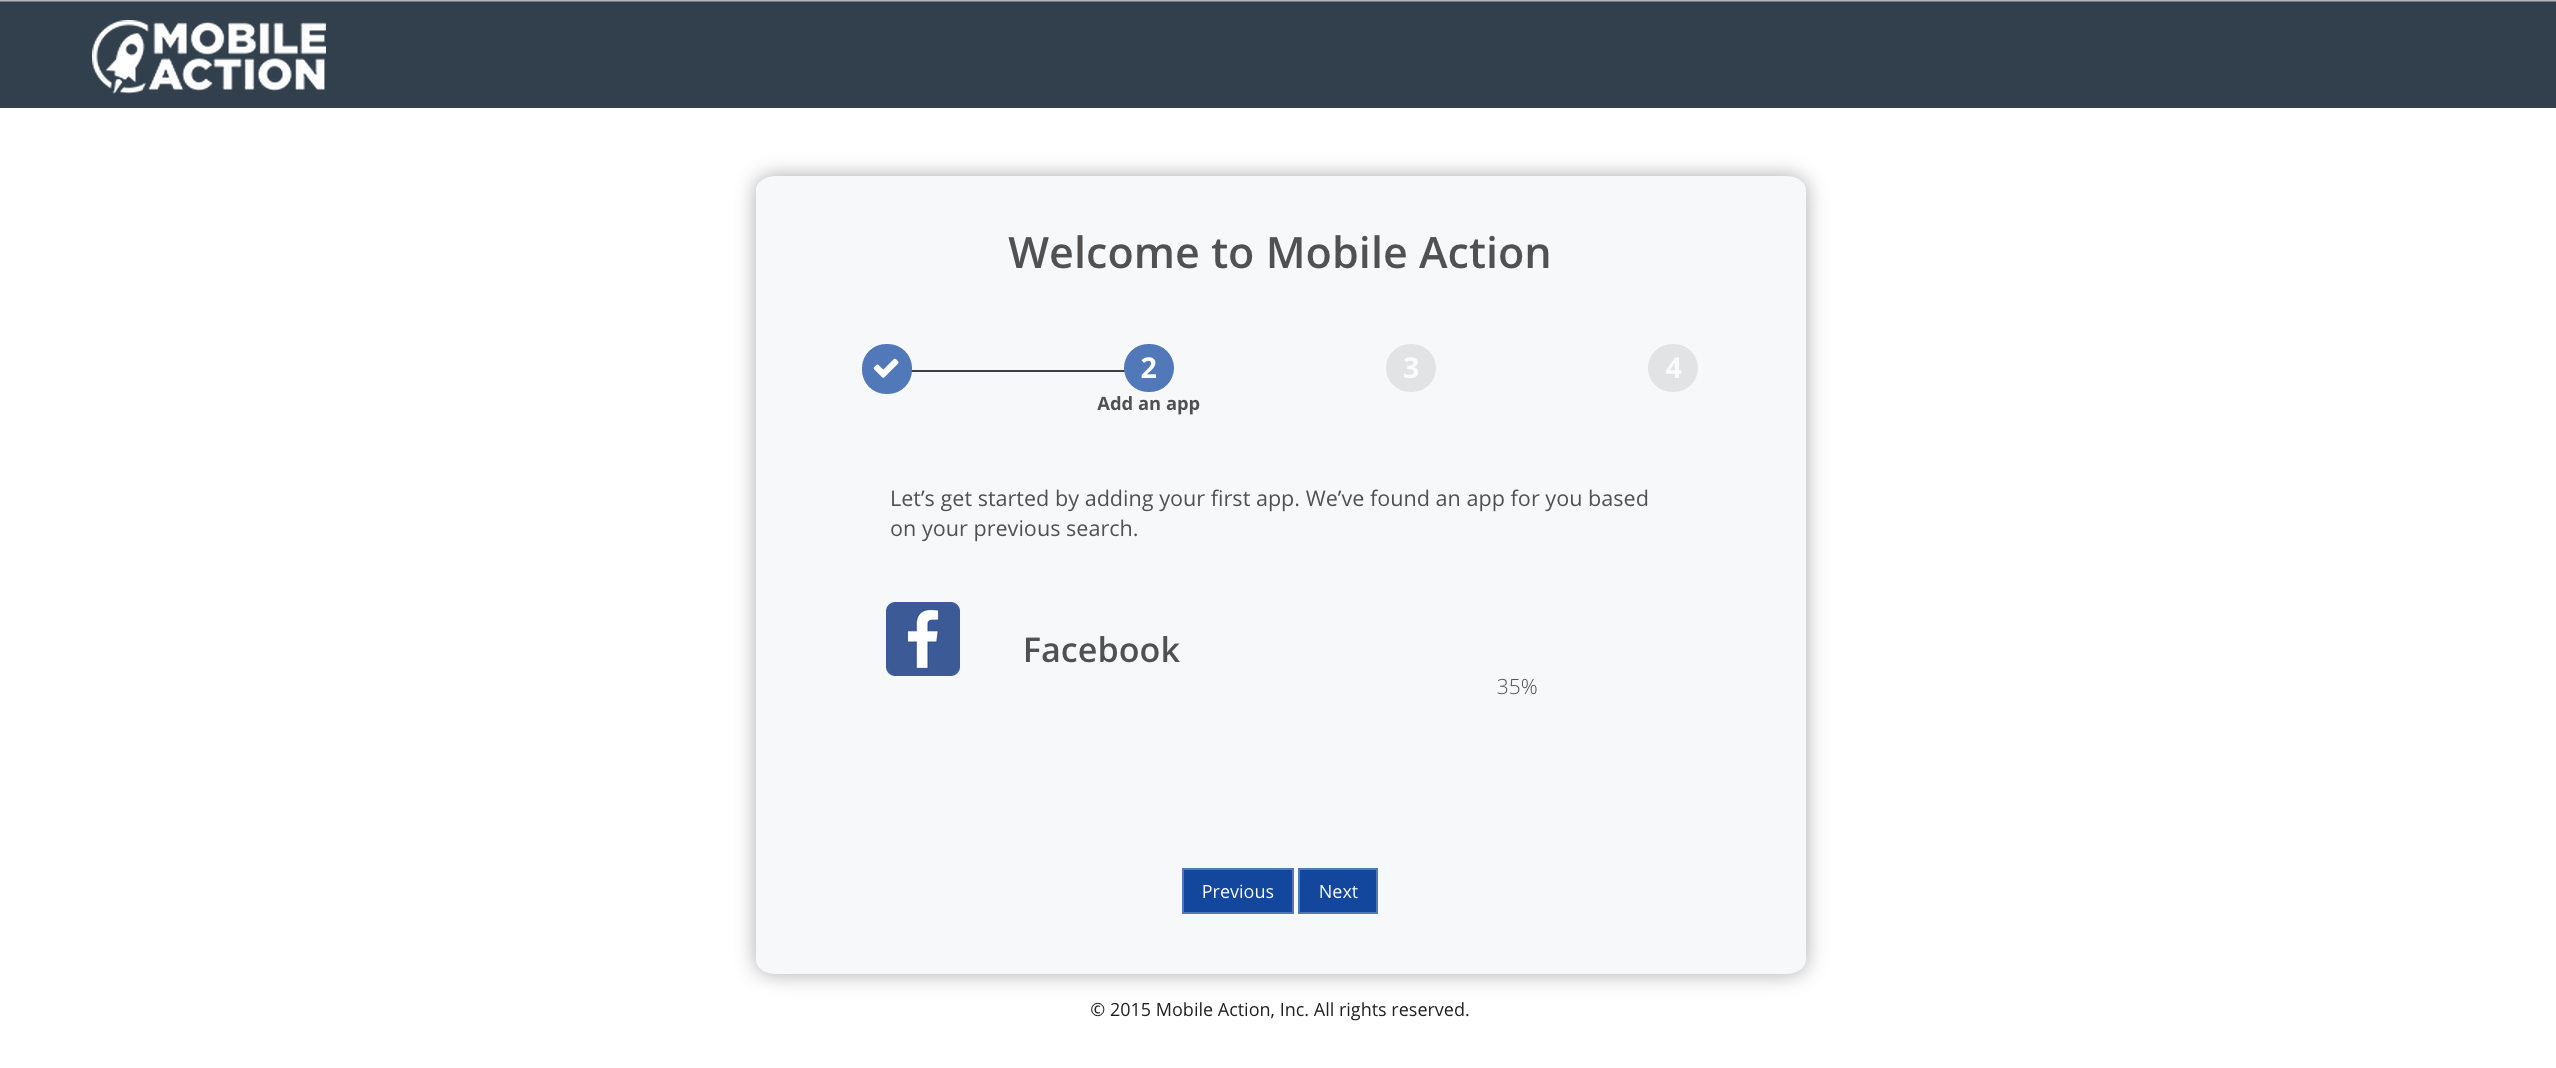 MOBILE
ACTION
Welcome to Mobile Action
2
3
4
Add an app
Let’s get started by adding your first app. We’ve found an app for you based
on your previous search.
f
Facebook
35%
Previous
Next
© 2015 Mobile Action, Inc. All rights reserved.